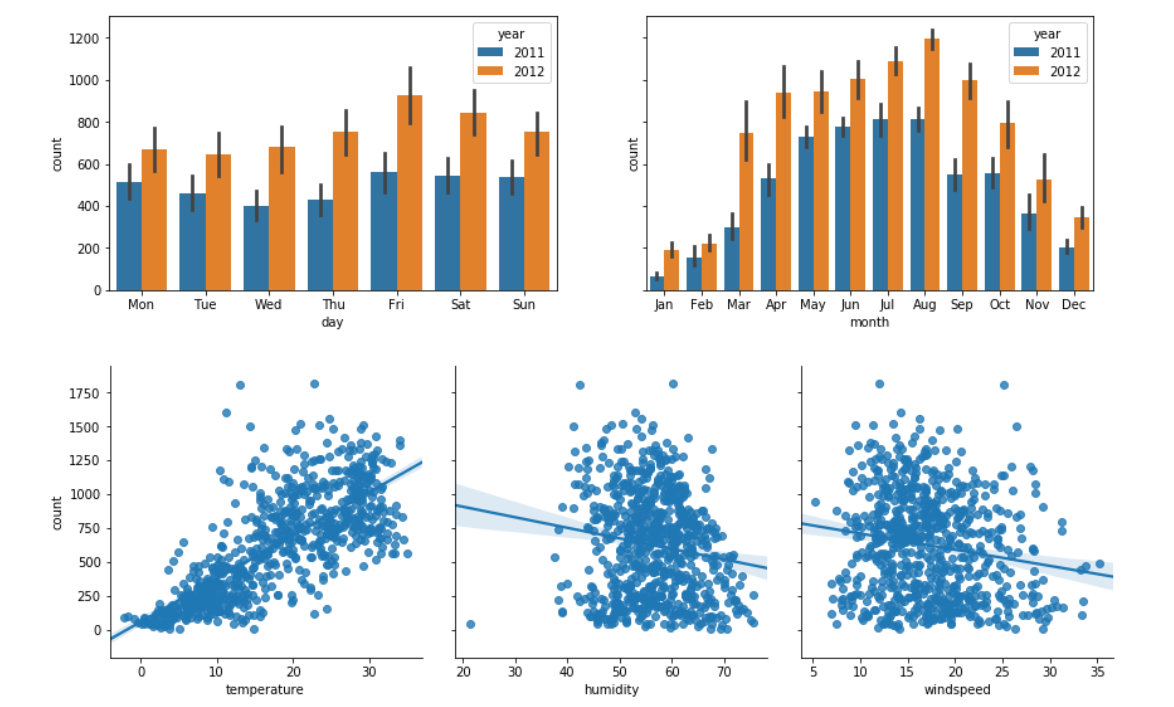 year
2011
2012
1200
1000
800
600
400
200
0
count
Mon Tue Wed Thu Fri Sat Sun
day
year
2011
2012
count
Jan Feb Mar Apr May Jun Jul Aug Sep Oct Nov Dec
month
1750
1500
1250
1000
750
500
250
0
count
0 10 20 30
temperature
20 30 40 50 60 70
humidity
5 10 15 20 25 30 35
windspeed